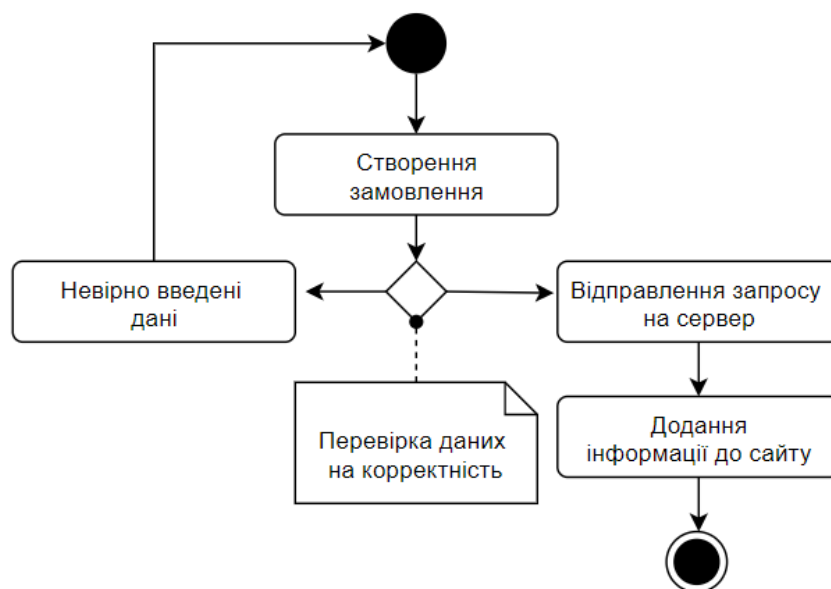 Створення
замовлення
Невірно введені
дані
Відправлення запросу
на сервер
Перевірка даних
на корректність
Додання
інформації до сайту